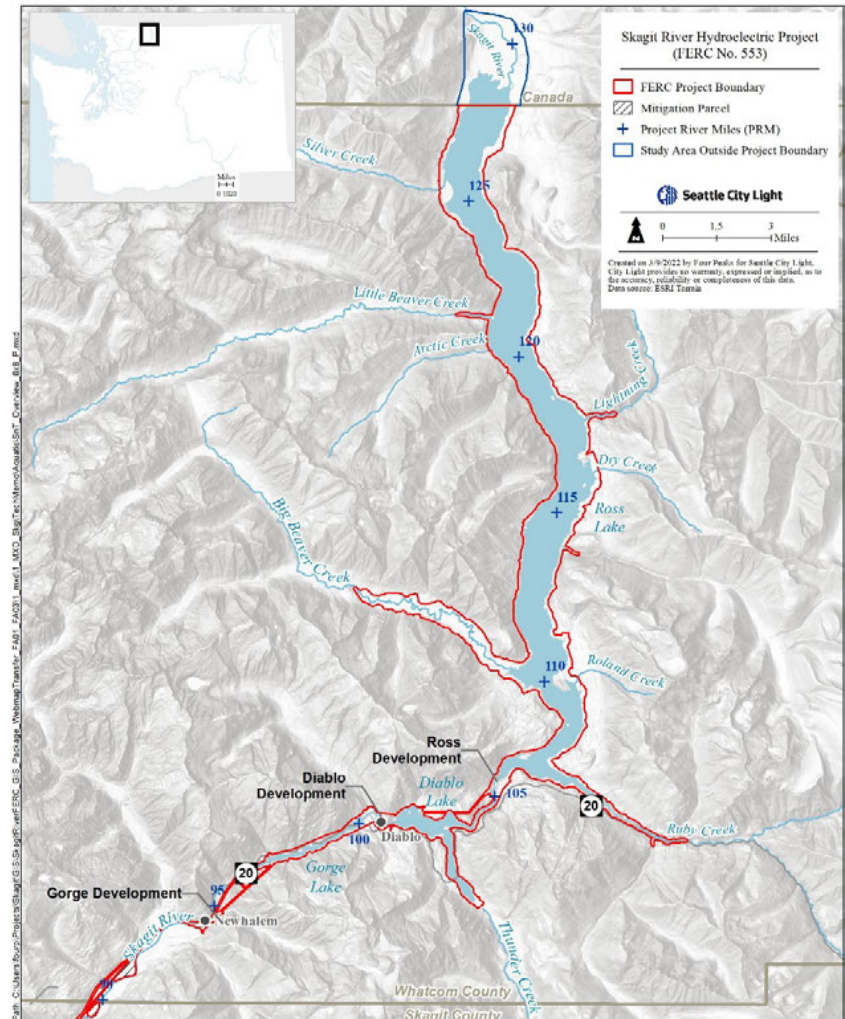 Skagit River Hydroelectric Project
(FERC No. 553)
FERC Project Boundary
Mitigation Parcel
Project River Miles (PRM)
Study Area Outside Project Boundary
Seattle City Light
N
0 1.5 3
Miles
Created on 3/9/2022 by Four Peaks for Seattle City Light.
City Light provides no warranty, expressed or implied, as to
the accuracy, reliability or completeness of this data.
Data source: ESRI Terrain
Miles
130
Skagit River
Canada
Silver Creek
125
Little Beaver Creek
Arctic Creek
120
Lightning Creek
Dry Creek
115
Ross
Lake
Big Beaver Creek
110
Roland Creek
Ross
Development
Diablo
Development
Diablo
Lake
105
20
100
Diablo
Ruby Creek
Gorge
Lake
20
95
Gorge Development
Newhalem
Skagit River
Thunder Creek
90
Whatcom County
Skagit County